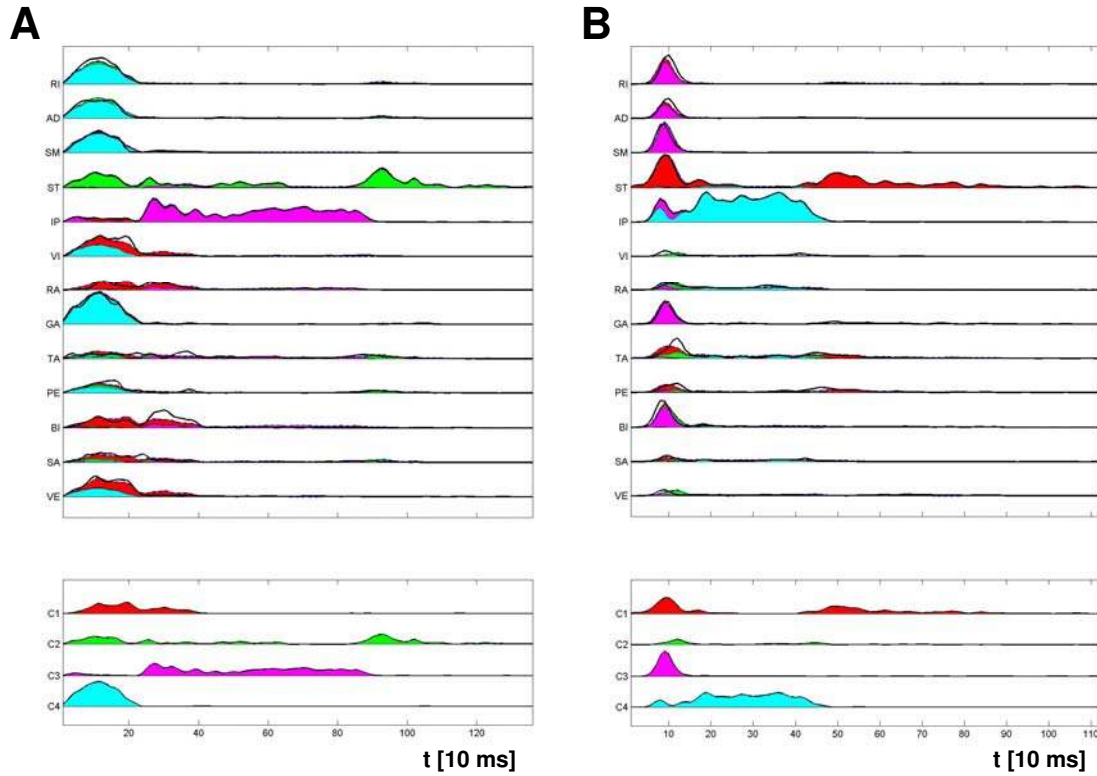 A
B
RI
AD
SM
ST
IP
VI
RA
GA
TA
PE
BI
SA
VE
C1
C2
C3
C4
20 40 60 80 100 120
t [10 ms]
RI
AD
SM
ST
IP
VI
RA
GA
TA
PE
BI
SA
VE
C1
C2
C3
C4
10 20 30 40 50 60 70 80 90 100 110
t [10 ms]